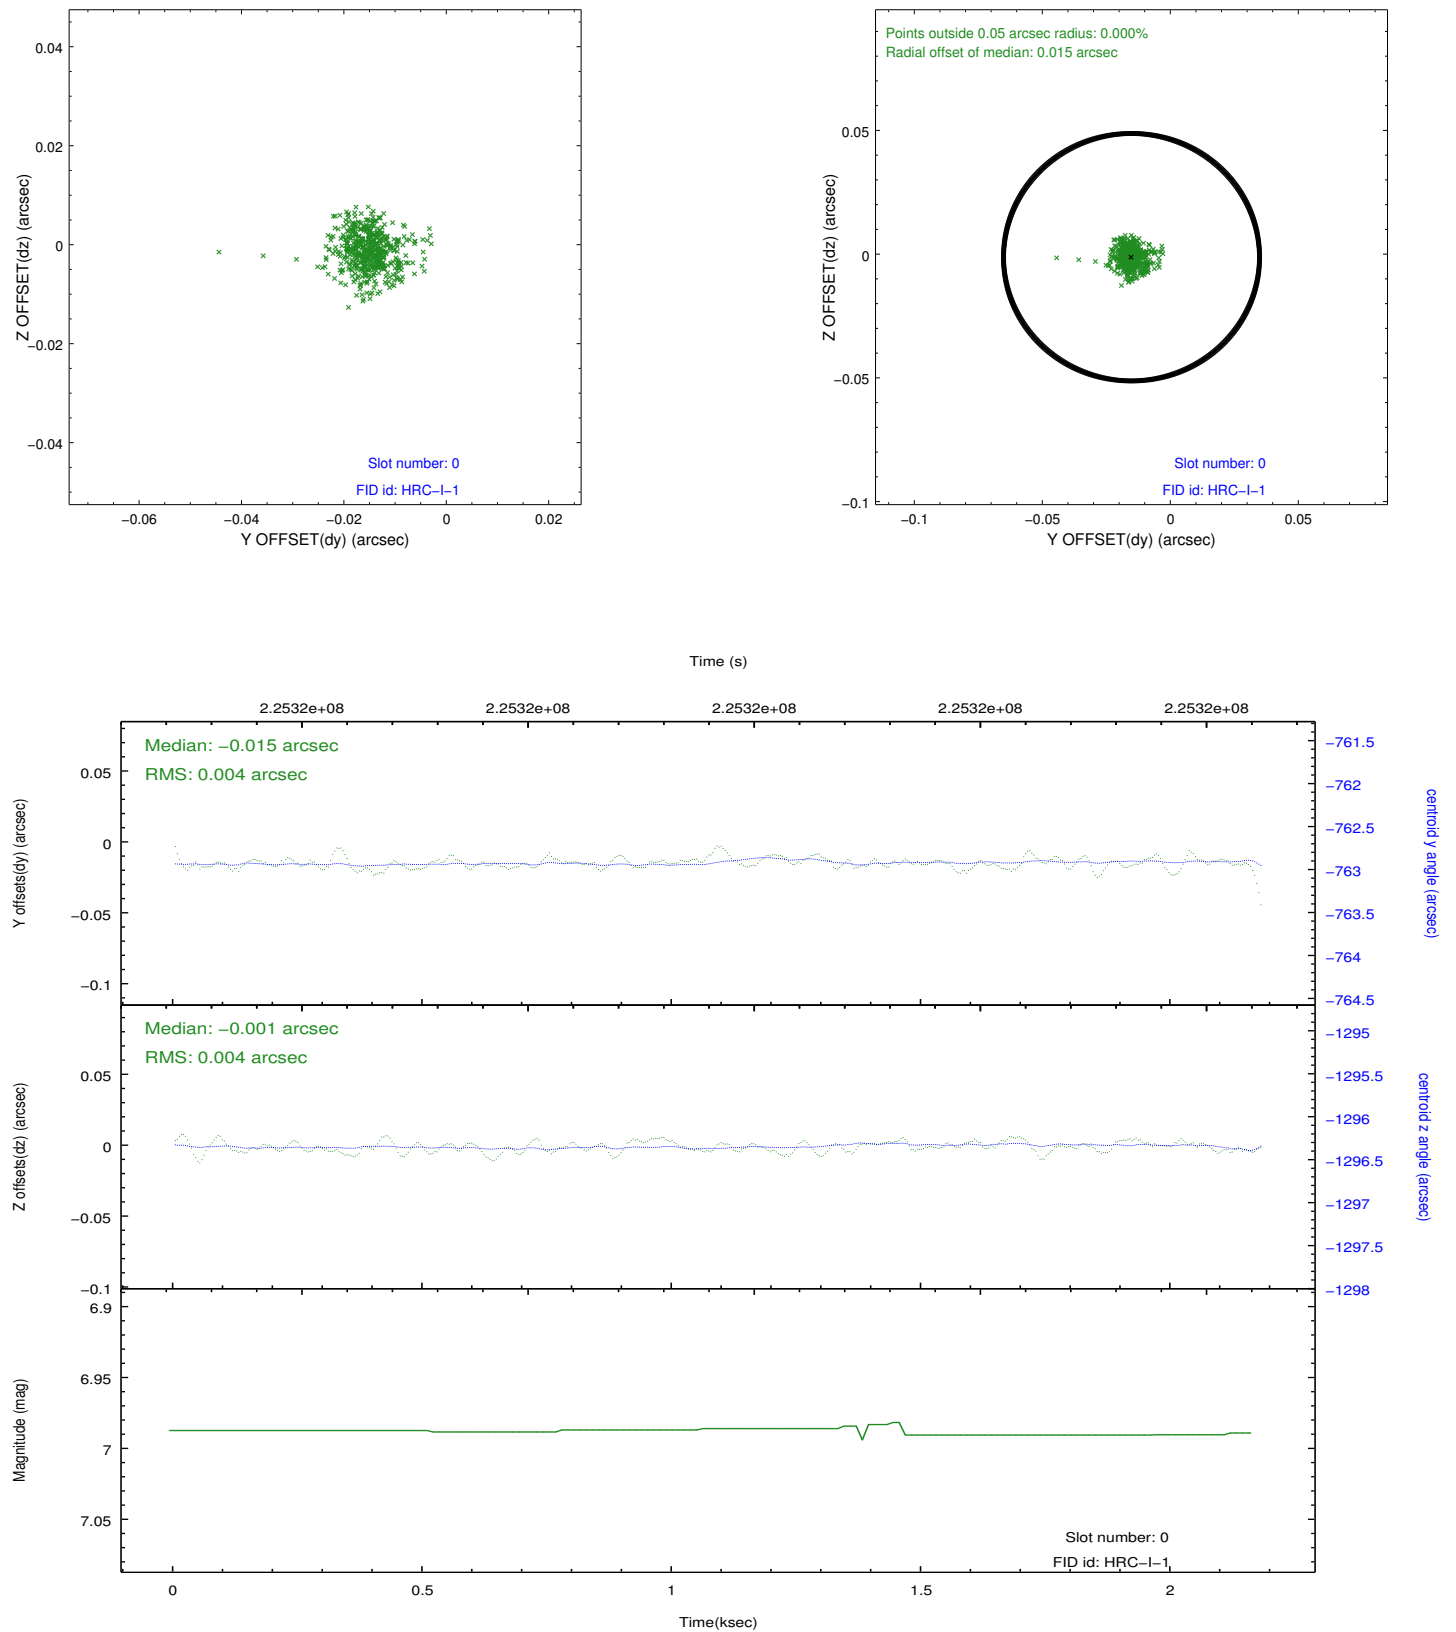 0.04
0.02
0
−0.02
−0.04
Z OFFSET(dz) (arcsec)
Slot number: 0
FID id: HRC−I−1
−0.06 −0.04 −0.02 0 0.02
Y OFFSET(dy) (arcsec)
Points outside 0.05 arcsec radius: 0.000%
Radial offset of median: 0.015 arcsec
0.05
0
−0.05
−0.1
Z OFFSET(dz) (arcsec)
Slot number: 0
FID id: HRC−I−1
−0.1 −0.05 0 0.05
Y OFFSET(dy) (arcsec)
Time (s)
2.2532e+08 2.2532e+08 2.2532e+08 2.2532e+08 2.2532e+08
Median: −0.015 arcsec
RMS: 0.004 arcsec
0.05
0
−0.05
−0.1
Y offsets(dy) (arcsec)
−761.5
−762
−762.5
−763
−763.5
−764
−764.5
centroid y angle (arcsec)
Median: −0.001 arcsec
RMS: 0.004 arcsec
0.05
0
−0.05
−0.1
Z offsets(dz) (arcsec)
−1295
−1295.5
−1296
−1296.5
−1297
−1297.5
−1298
centroid z angle (arcsec)
6.9
6.95
7
7.05
Magnitude (mag)
Slot number: 0
FID id: HRC−I−1
0 0.5 1 1.5 2
Time(ksec)